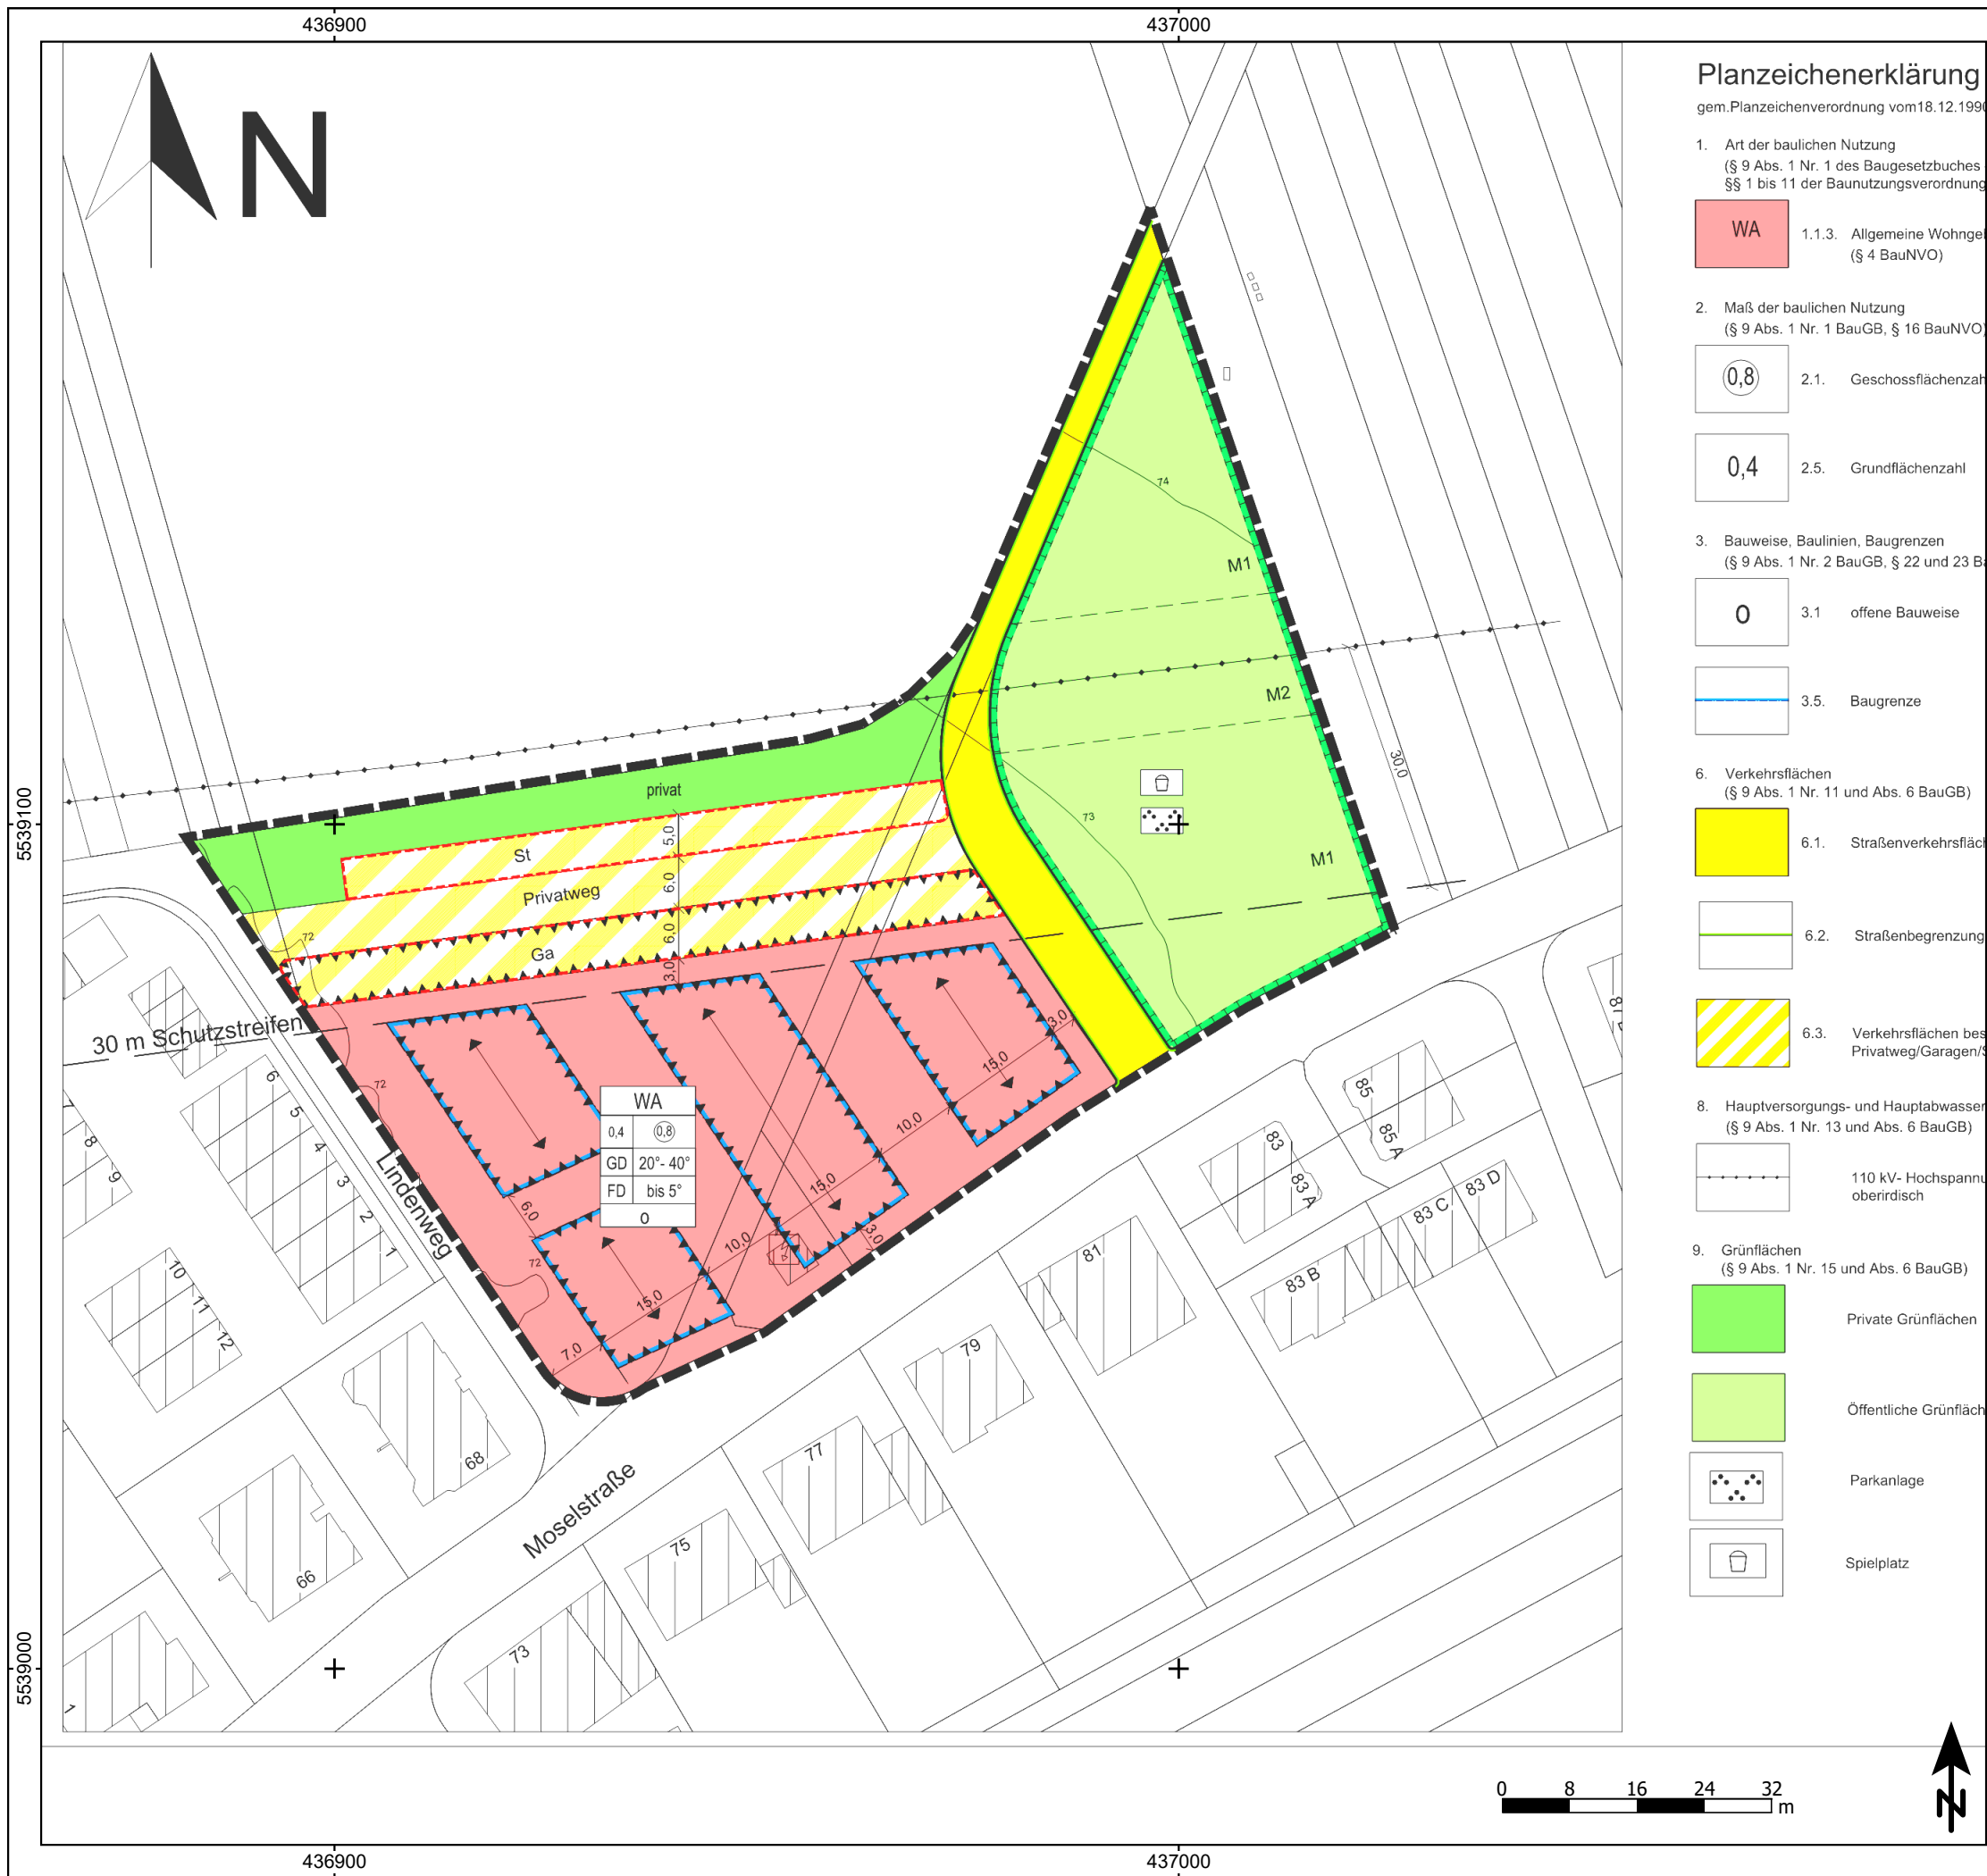 436900
437000
N
5539100
5539000
Planzeichenerklärung
gem.Planzeichenverordnung vom18.12.1990
1. Art der baulichen Nutzung
(§ 9 Abs. 1 Nr. 1 des Baugesetzbuches
§§ 1 bis 11 der Baunutzungsverordnung
WA
1.1.3. Allgemeine Wohnge
(§ 4 BauNVO)
2. Maß der baulichen Nutzung
(§ 9 Abs. 1 Nr. 1 BauGB, § 16 BauNVO)
0,8
2.1. Geschossflächenzah
0,4
2.5. Grundflächenzahl
3. Bauweise, Baulinien, Baugrenzen
(§ 9 Abs. 1 Nr. 2 BauGB, § 22 und 23 Ba
o
3.1 offene Bauweise
3.5. Baugrenze
6. Verkehrsflächen
(§ 9 Abs. 1 Nr. 11 und Abs. 6 BauGB)
6.1. Straßenverkehrsfläch
6.2. Straßenbegrenzung
6.3. Verkehrsflächen bes
Privatweg/Garagen/S
8. Hauptversorgungs- und Hauptabwasser
(§ 9 Abs. 1 Nr. 13 und Abs. 6 BauGB)
110 kV- Hochspannu
oberirdisch
9. Grünflächen
(§ 9 Abs. 1 Nr. 15 und Abs. 6 BauGB)
Private Grünflächen
Öffentliche Grünfläch
Parkanlage
Spielplatz
74
M1
M2
30,0
73
M1
privat
St
Privatweg
Ga
5,0
6,0
6,0
3,0
72
30 m Schutzstreifen
72
72
Lindenweg
Moselstraße
WA
0,4
0,8
GD 20°- 40°
FD bis 5°
o
3,0
15,0
10,0
15,0
3,0
10,0
15,0
7,0
6,0
6
5
4
3
2
1
7
8
9
10
11
12
68
66
1
73
75
77
79
81
83
83 A
83 B
83 C
83 D
85
85 A
0 8 16 24 32
m
N
436900
437000